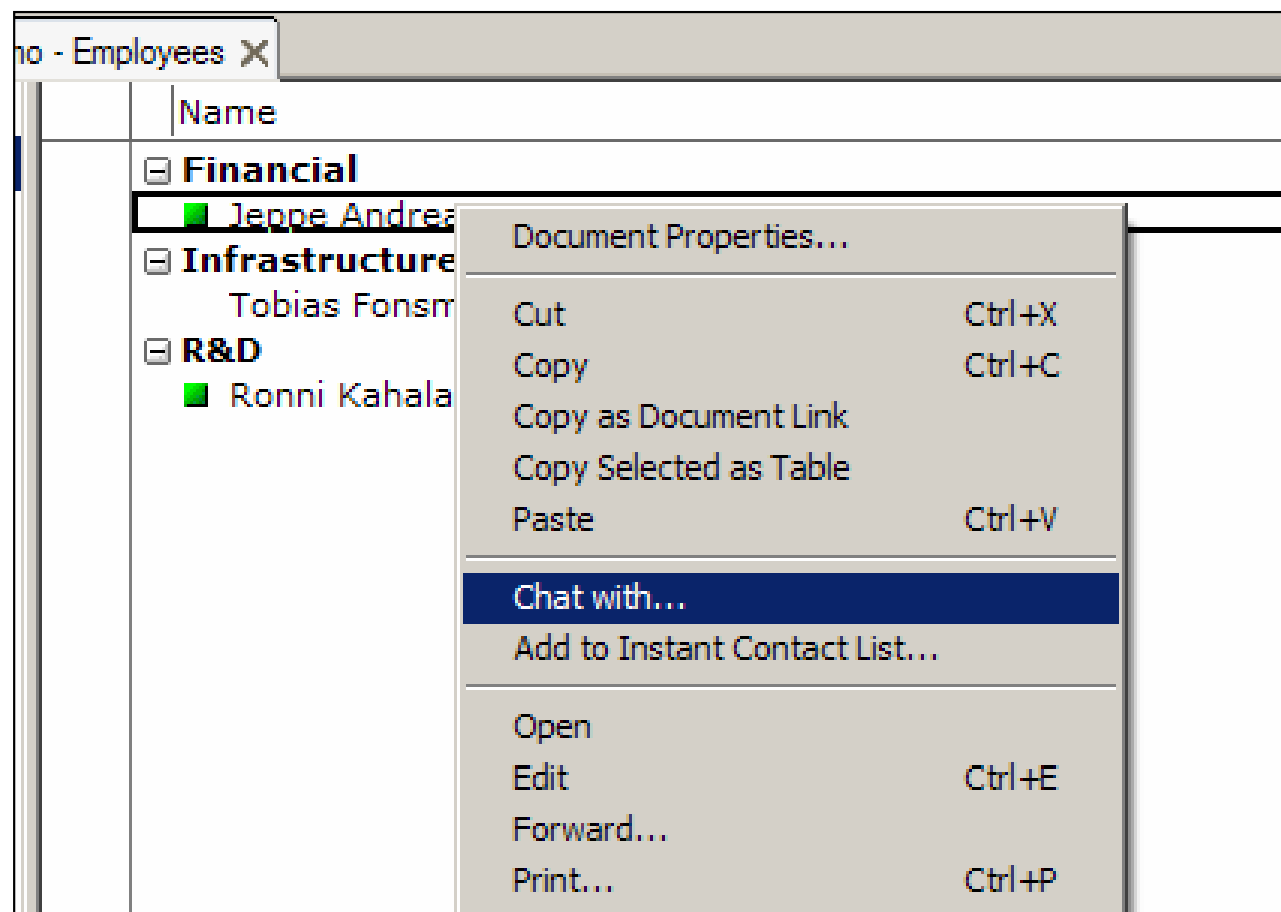 no - Employees
Name
Financial
Jeppe Andrea
Infrastructure
Tobias Fonsm
R&D
Ronni Kahala
Document Properties...
Cut Ctrl+X
Copy Ctrl+C
Copy as Document Link
Copy Selected as Table
Paste Ctrl+V
Chat with...
Add to Instant Contact List...
Open
Edit Ctrl+E
Forward...
Print... Ctrl+P